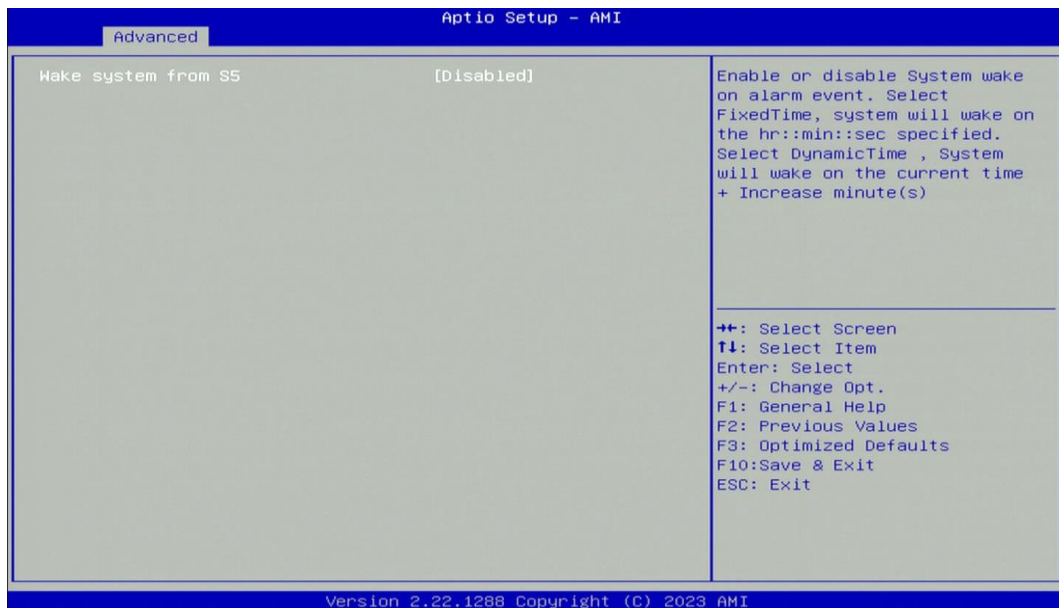 Aptio Setup – AMI
Advanced
Wake system from S5 [Disabled]
Enable or disable System wake
on alarm event. Select
FixedTime, system will wake on
the hr::min::sec specified.
Select DynamicTime , System
will wake on the current time
+ Increase minute(s)
→←: Select Screen
↑↓: Select Item
Enter: Select
+/-: Change Opt.
F1: General Help
F2: Previous Values
F3: Optimized Defaults
F10:Save & Exit
ESC: Exit
Version 2.22.1288 Copyright (C) 2023 AMI